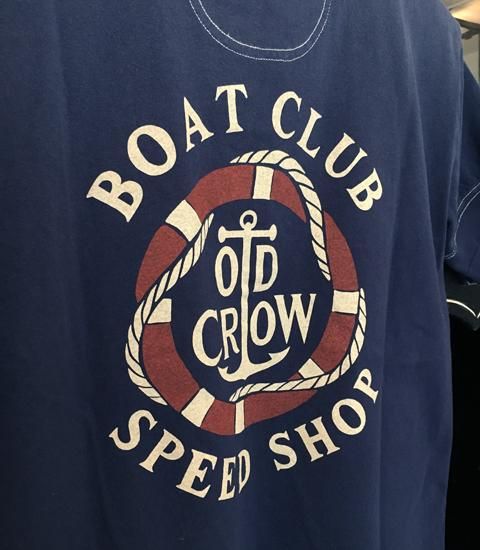 BOAT CLUB
OLD
CROW
SPEED SHOP